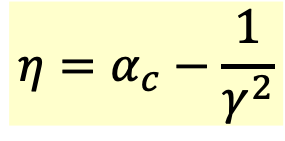 η = α_c − 1/γ²